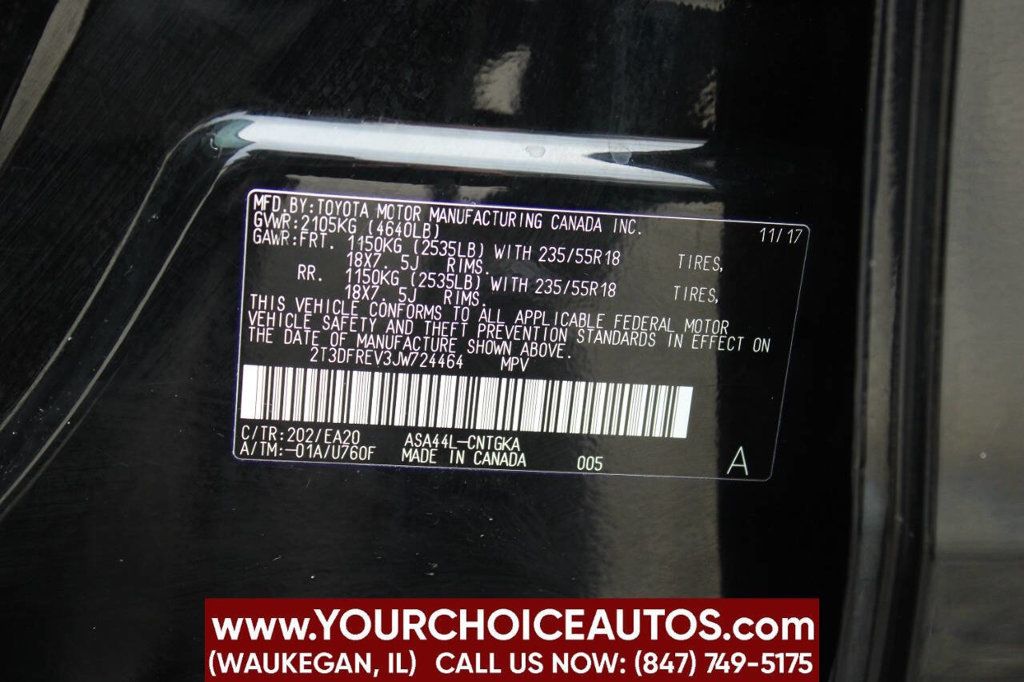 MFD.BY:TOYOTA MOTOR MANUFACTURING CANADA INC.
GVWR:2105KG (4640LB) 11/17
GAWR:FRT. 1150KG (2535LB) WITH 235/55R18 TIRES,
18X7.5J RIMS.
RR. 1150KG (2535LB) WITH 235/55R18 TIRES,
18X7.5J RIMS.
THIS VEHICLE CONFORMS TO ALL APPLICABLE FEDERAL MOTOR
VEHICLE SAFETY AND THEFT PREVENTION STANDARDS IN EFFECT ON
THE DATE OF MANUFACTURE SHOWN ABOVE.
2T3DFREV3JW724464 MPV
C/TR:202/EA20 ASA44L-CNTGKA
A/TM:-01A/U760F MADE IN CANADA 005 A
www.YOURCHOICEAUTOS.com
(WAUKEGAN, IL) CALL US NOW: (847) 749-5175